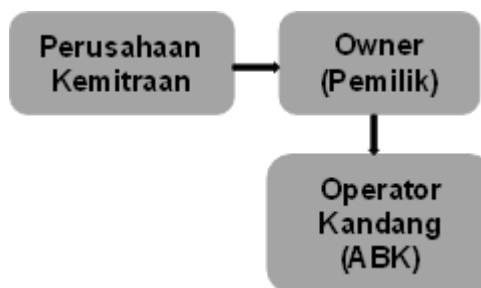 Perusahaan
Kemitraan
Owner
(Pemilik)
Operator
Kandang
(ABK)